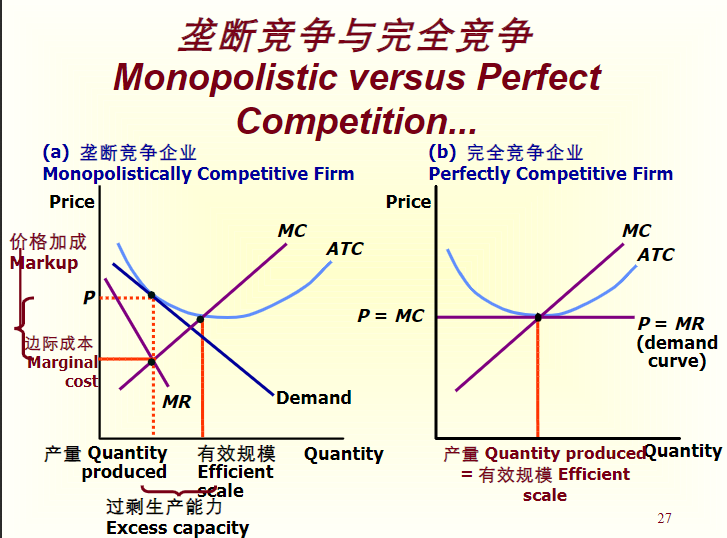 垄断竞争与完全竞争
Monopolistic versus Perfect
Competition...
(a) 垄断竞争企业
Monopolistically Competitive Firm
Price
价格加成
Markup
P
边际成本
Marginal
cost
MC
ATC
MR
Demand
产量 Quantity
produced
有效规模
Efficient
scale
Quantity
过剩生产能力
Excess capacity
(b) 完全竞争企业
Perfectly Competitive Firm
Price
MC
ATC
P = MC
P = MR
(demand
curve)
产量 Quantity produced
= 有效规模 Efficient
scale
Quantity
27